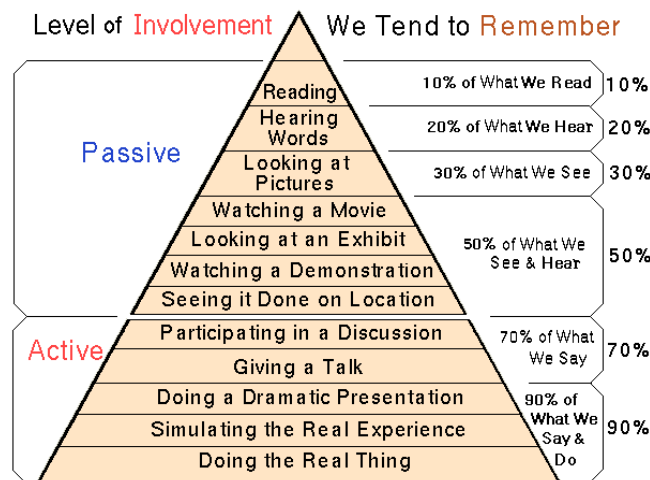 Level of Involvement
We Tend to Remember
Passive
Reading
Hearing
Words
Looking at
Pictures
Watching a Movie
Looking at an Exhibit
Watching a Demonstration
Seeing it Done on Location
10% of What We Read
10%
20% of What We Hear
20%
30% of What We See
30%
50% of What We
See & Hear
50%
Active
Participating in a Discussion
Giving a Talk
Doing a Dramatic Presentation
Simulating the Real Experience
Doing the Real Thing
70% of What
We Say
70%
90% of
What We
Say &
Do
90%